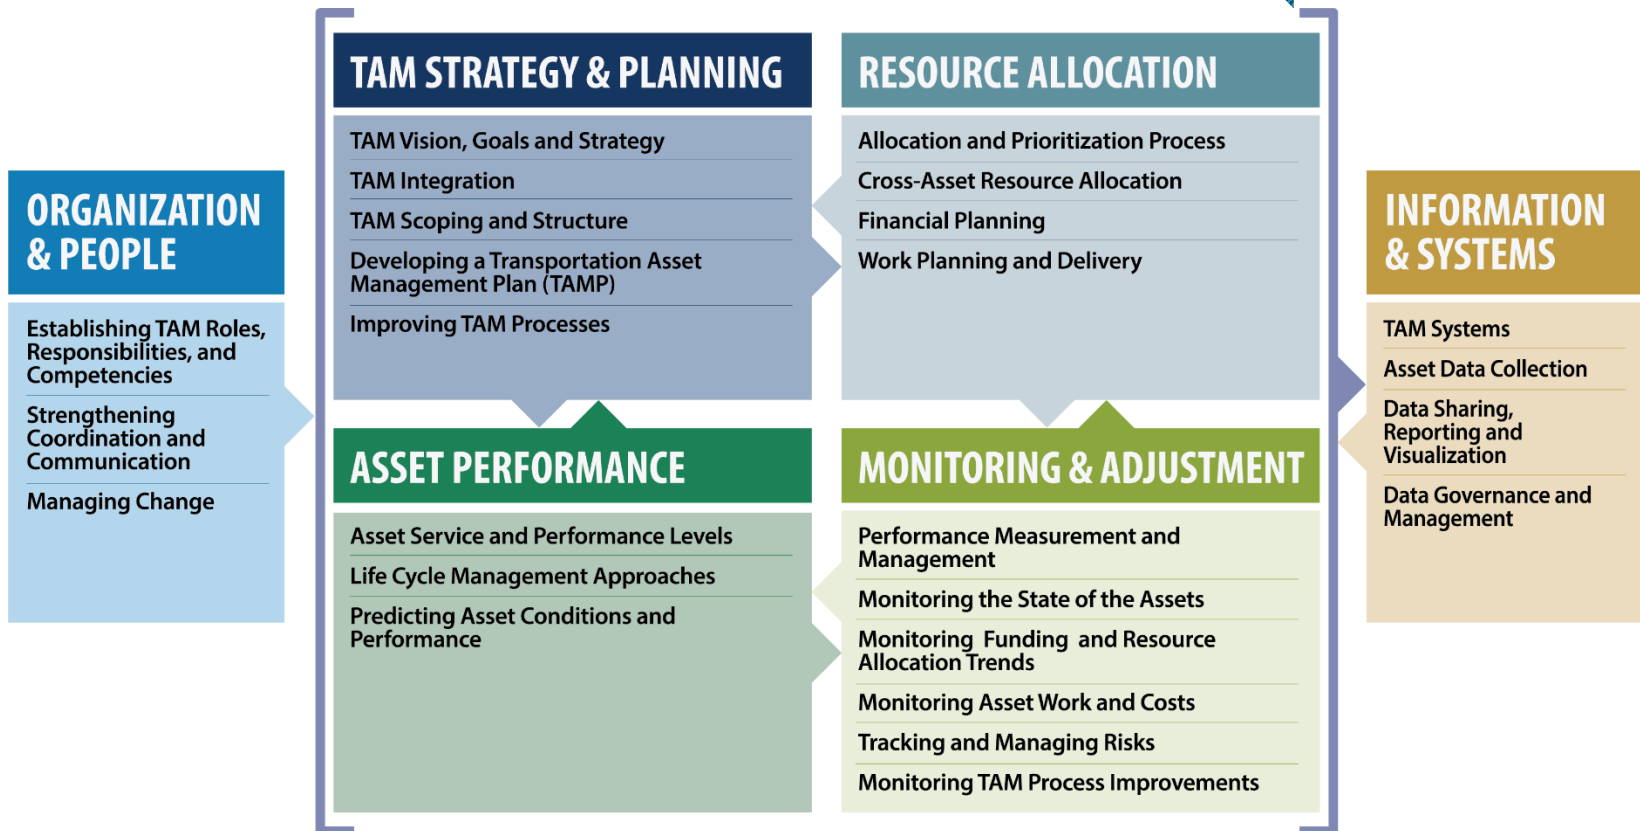 ORGANIZATION
& PEOPLE
Establishing TAM Roles,
Responsibilities, and
Competencies
Strengthening
Coordination and
Communication
Managing Change
TAM STRATEGY & PLANNING
TAM Vision, Goals and Strategy
TAM Integration
TAM Scoping and Structure
Developing a Transportation Asset
Management Plan (TAMP)
Improving TAM Processes
RESOURCE ALLOCATION
Allocation and Prioritization Process
Cross-Asset Resource Allocation
Financial Planning
Work Planning and Delivery
ASSET PERFORMANCE
Asset Service and Performance Levels
Life Cycle Management Approaches
Predicting Asset Conditions and
Performance
MONITORING & ADJUSTMENT
Performance Measurement and
Management
Monitoring the State of the Assets
Monitoring Funding and Resource
Allocation Trends
Monitoring Asset Work and Costs
Tracking and Managing Risks
Monitoring TAM Process Improvements
INFORMATION
& SYSTEMS
TAM Systems
Asset Data Collection
Data Sharing,
Reporting and
Visualization
Data Governance and
Management